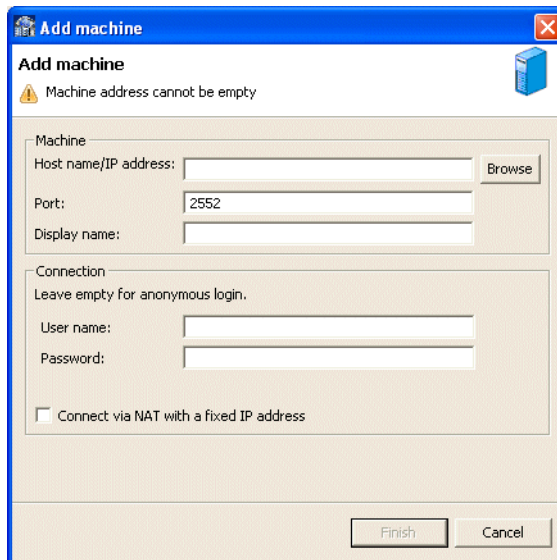 Add machine
Add machine
Machine address cannot be empty
Machine
Host name/IP address:
Browse
Port:
2552
Display name:
Connection
Leave empty for anonymous login.
User name:
Password:
Connect via NAT with a fixed IP address
Finish
Cancel